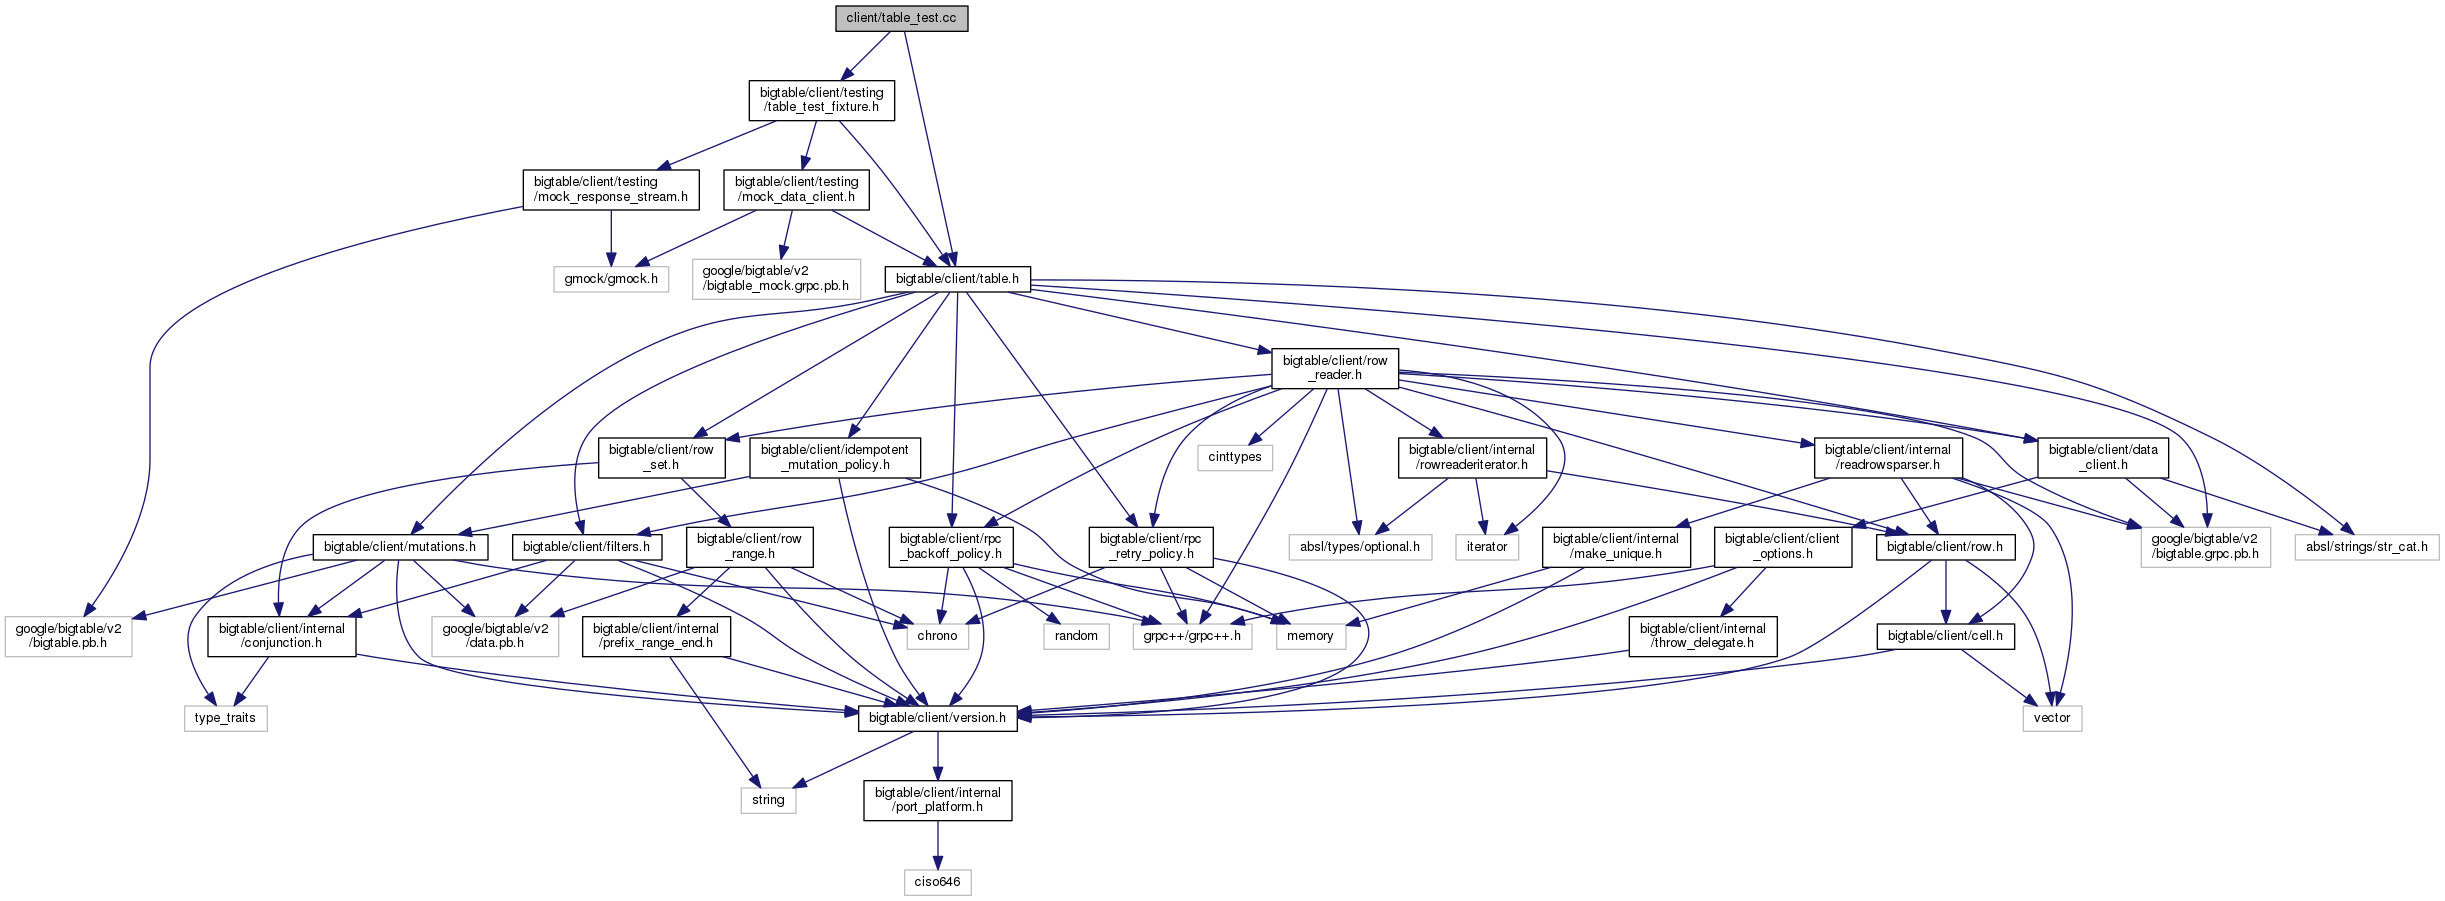 client/table_test.cc
bigtable/client/testing
/table_test_fixture.h
bigtable/client/testing
/mock_response_stream.h
bigtable/client/testing
/mock_data_client.h
gmock/gmock.h
google/bigtable/v2
/bigtable_mock.grpc.pb.h
bigtable/client/table.h
bigtable/client/row
_reader.h
bigtable/client/row
_set.h
bigtable/client/idempotent
_mutation_policy.h
cinttypes
bigtable/client/internal
/rowreaderiterator.h
bigtable/client/internal
/readrowsparser.h
bigtable/client/data
_client.h
bigtable/client/mutations.h
bigtable/client/filters.h
bigtable/client/row
_range.h
bigtable/client/rpc
_backoff_policy.h
bigtable/client/rpc
_retry_policy.h
absl/types/optional.h
iterator
bigtable/client/internal
/make_unique.h
bigtable/client/client
_options.h
bigtable/client/row.h
google/bigtable/v2
/bigtable.grpc.pb.h
absl/strings/str_cat.h
google/bigtable/v2
/bigtable.pb.h
bigtable/client/internal
/conjunction.h
google/bigtable/v2
/data.pb.h
bigtable/client/internal
/prefix_range_end.h
chrono
random
grpc++/grpc++.h
memory
bigtable/client/internal
/throw_delegate.h
bigtable/client/cell.h
type_traits
bigtable/client/version.h
vector
string
bigtable/client/internal
/port_platform.h
ciso646